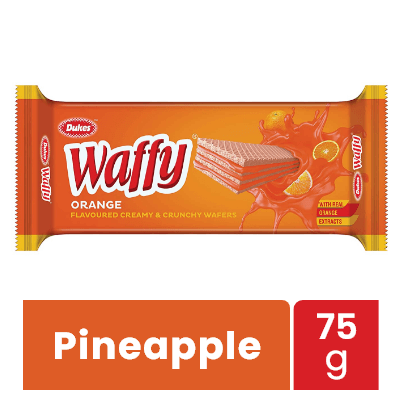 Dukes
Waffy
ORANGE
FLAVOURED CREAMY & CRUNCHY WAFERS
WITH REAL
ORANGE
EXTRACTS
Dukes
Waffy
Dukes
Waffy
Pineapple
75
g